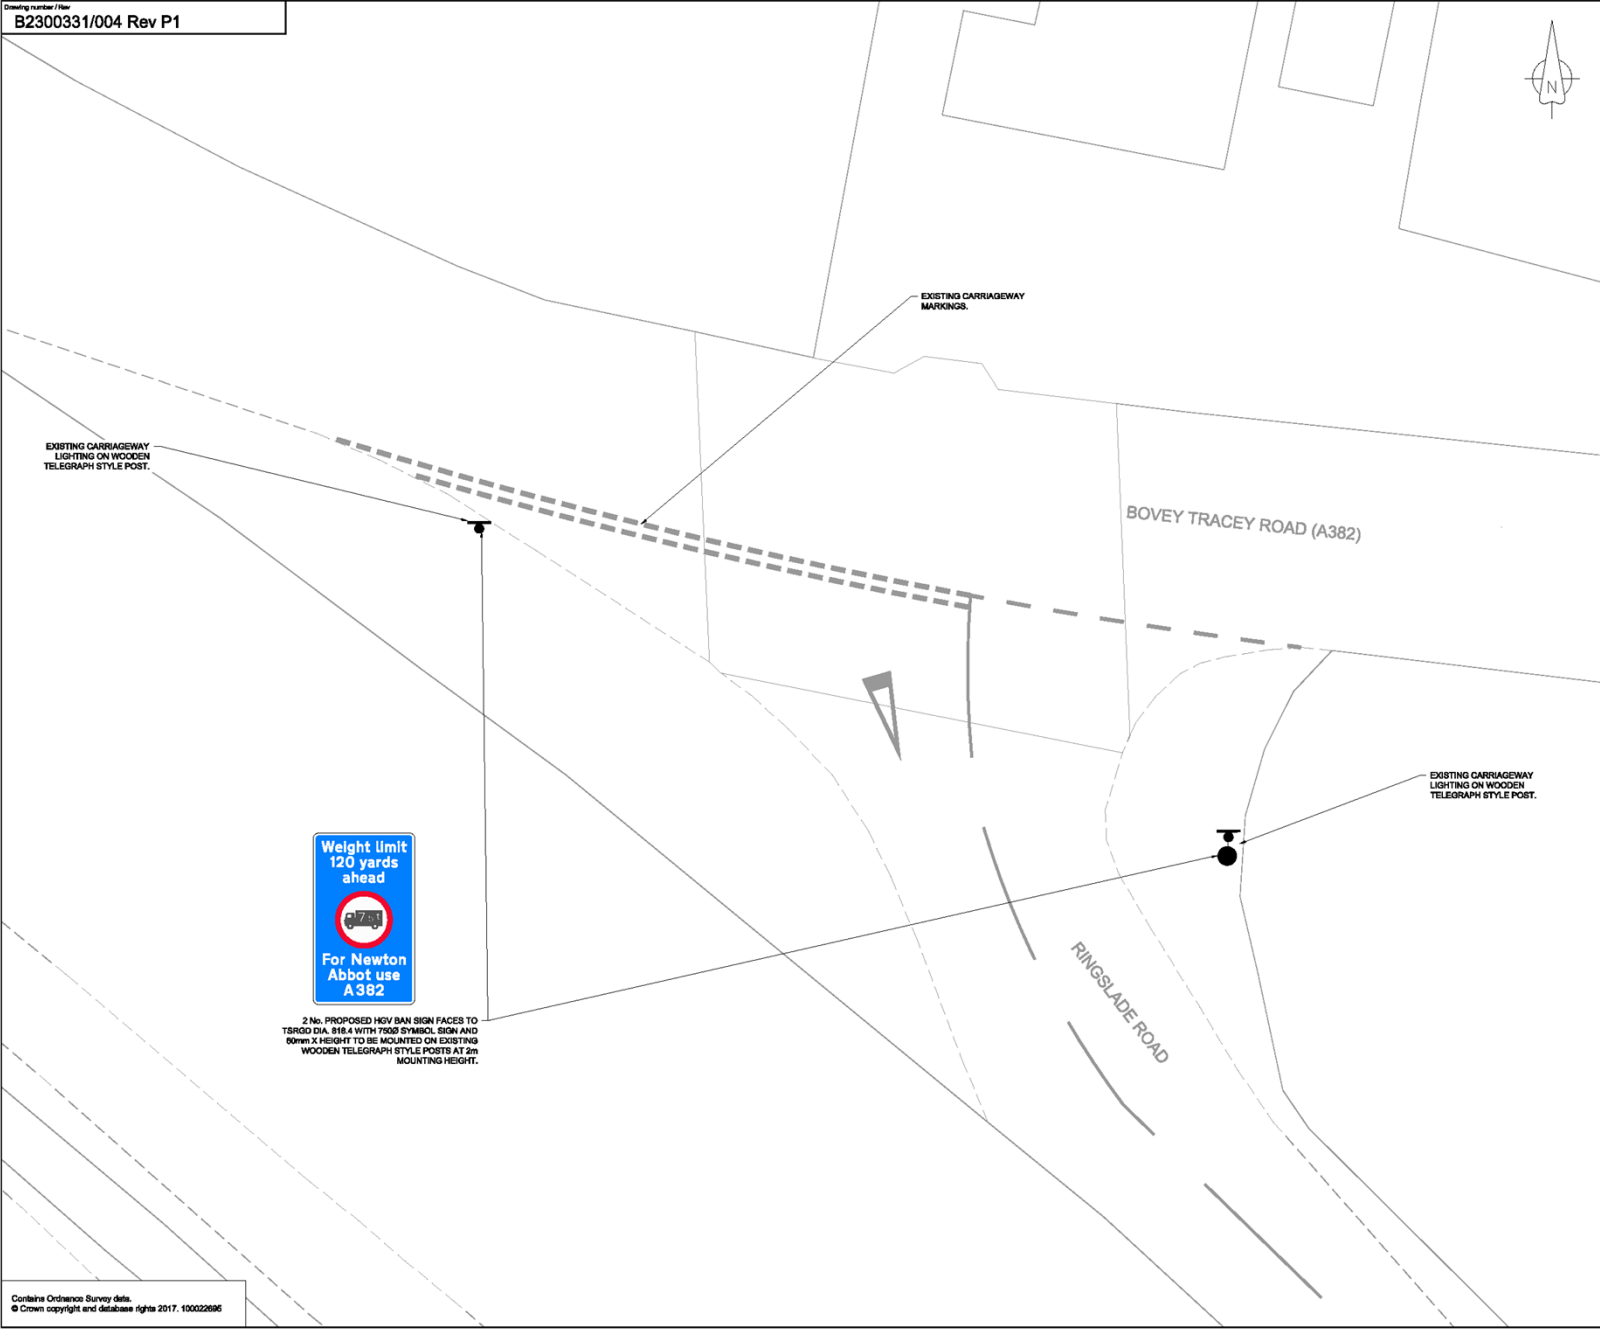 Drawing number / Rev
B2300331/004 Rev P1
N
EXISTING CARRIAGEWAY
MARKINGS.
EXISTING CARRIAGEWAY
LIGHTING ON WOODEN
TELEGRAPH STYLE POST.
BOVEY TRACEY ROAD (A382)
EXISTING CARRIAGEWAY
LIGHTING ON WOODEN
TELEGRAPH STYLE POST.
Weight limit
120 yards
ahead
7.5t
For Newton
Abbot use
A382
RINGSLADE ROAD
2 No. PROPOSED HGV BAN SIGN FACES TO
TSRGD DIA. 818.4 WITH 750Ø SYMBOL SIGN AND
50mm X HEIGHT TO BE MOUNTED ON EXISTING
WOODEN TELEGRAPH STYLE POSTS AT 2m
MOUNTING HEIGHT.
Contains Ordnance Survey data.
© Crown copyright and database rights 2017. 100022695